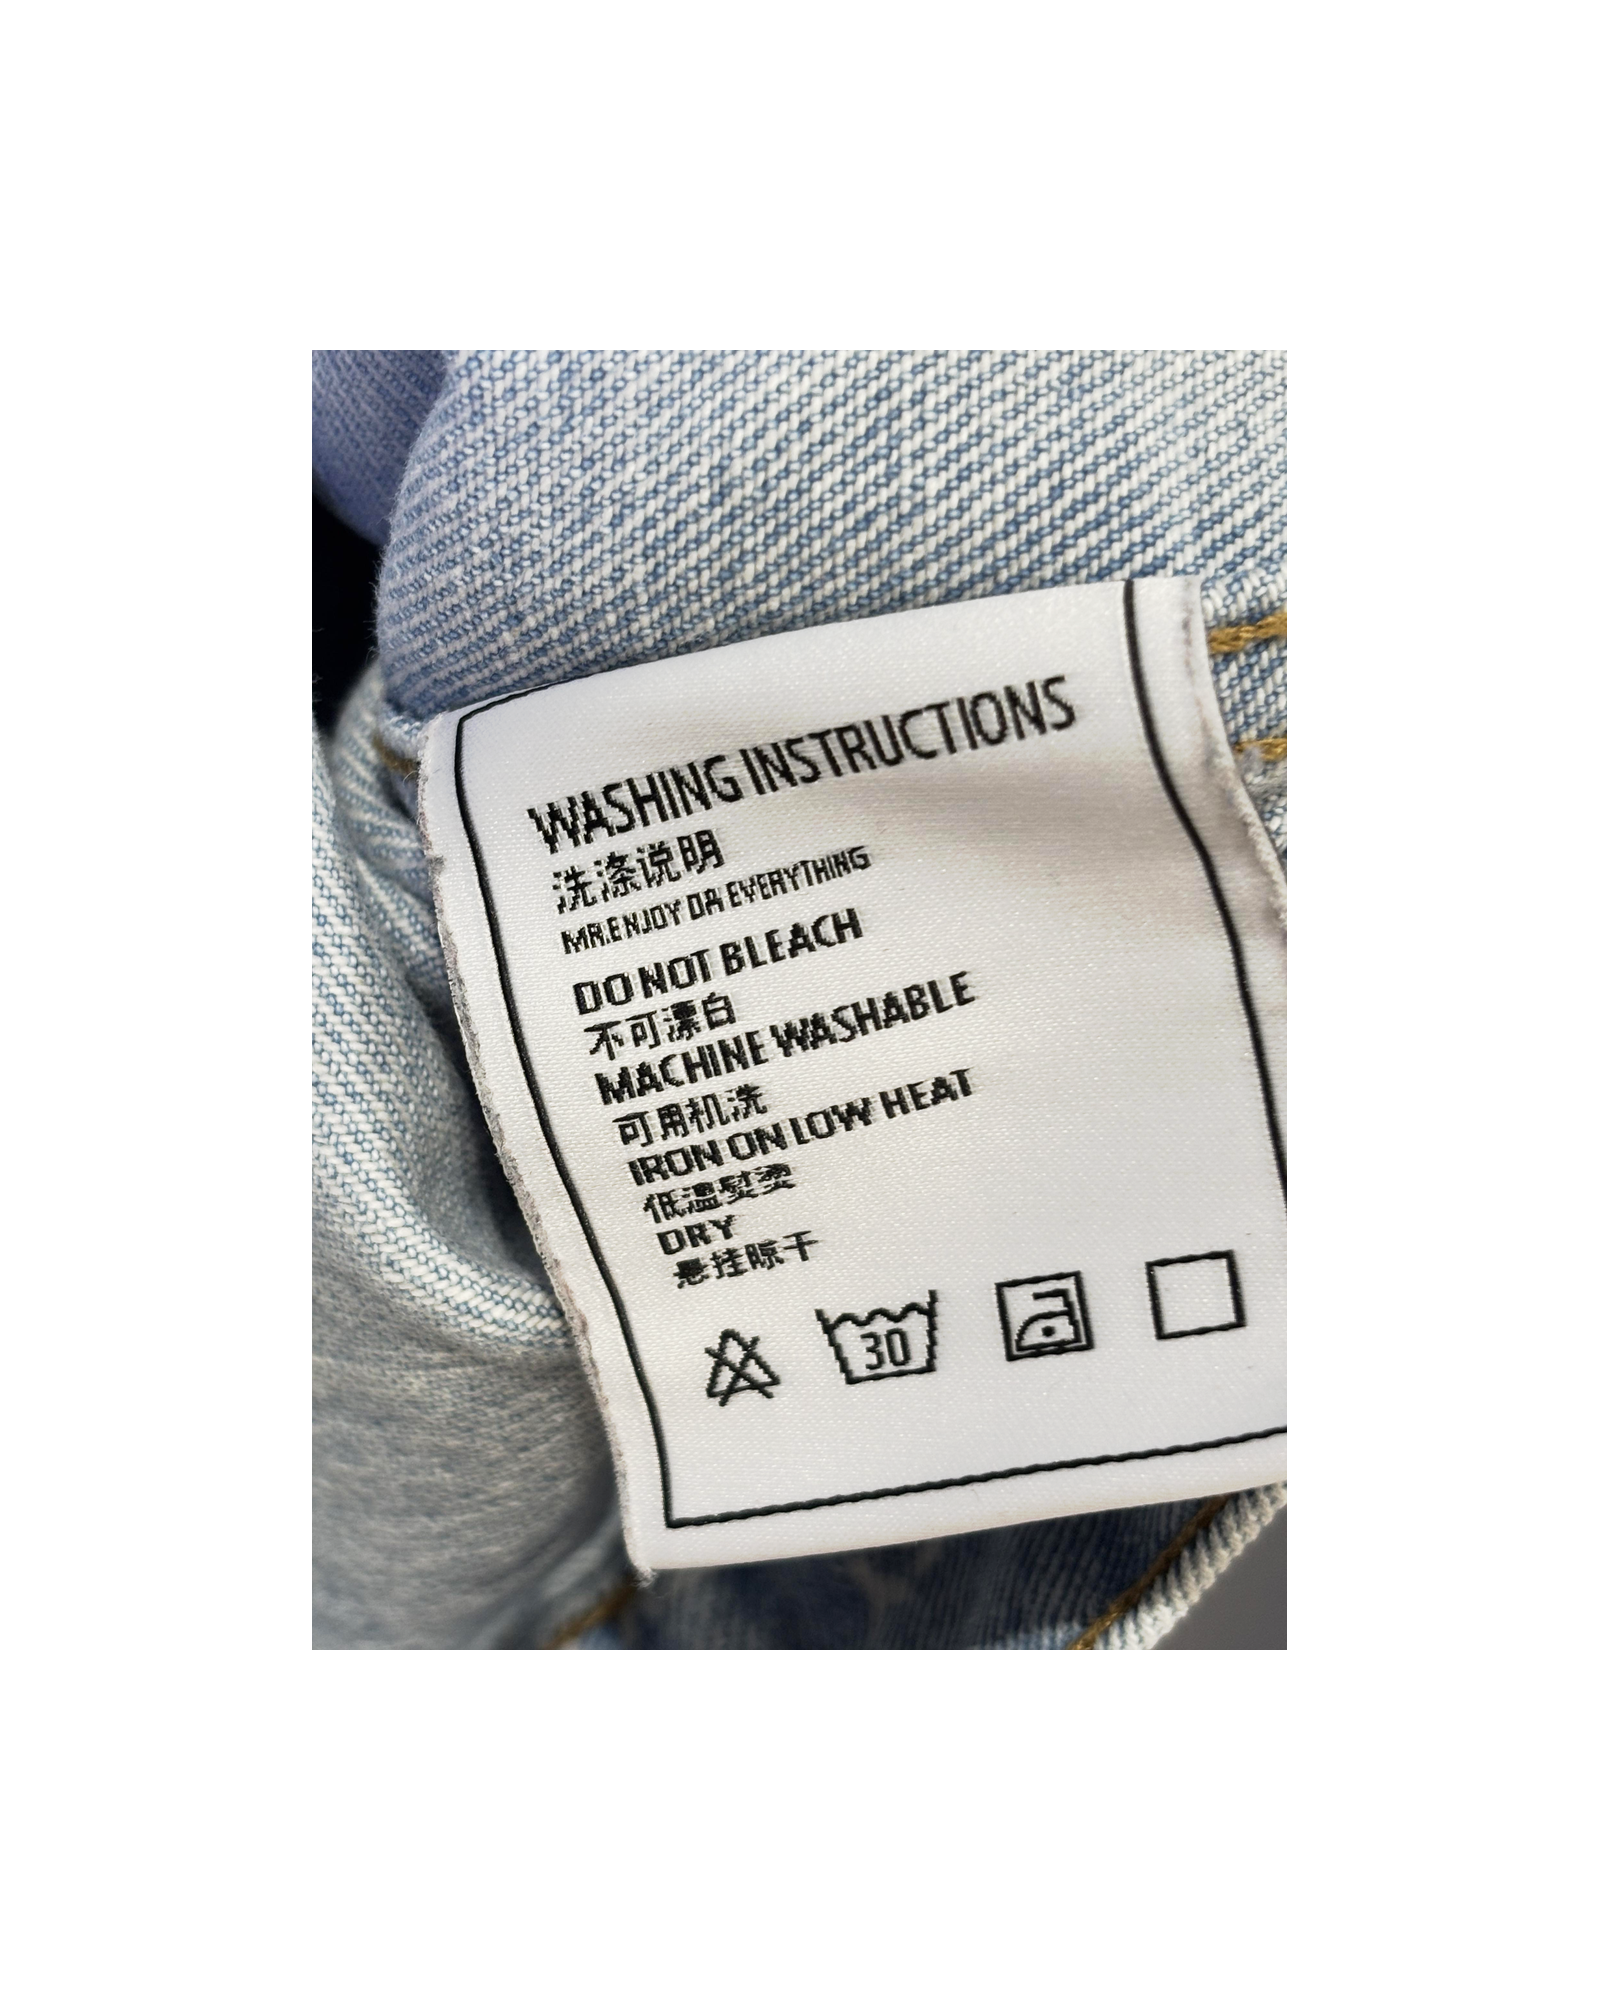 WASHING INSTRUCTIONS
洗涤说明
MR.ENJOY DA EVERYTHING
DO NOT BLEACH
不可漂白
MACHINE WASHABLE
可用机洗
IRON ON LOW HEAT
低温熨烫
DRY
悬挂晾干
30